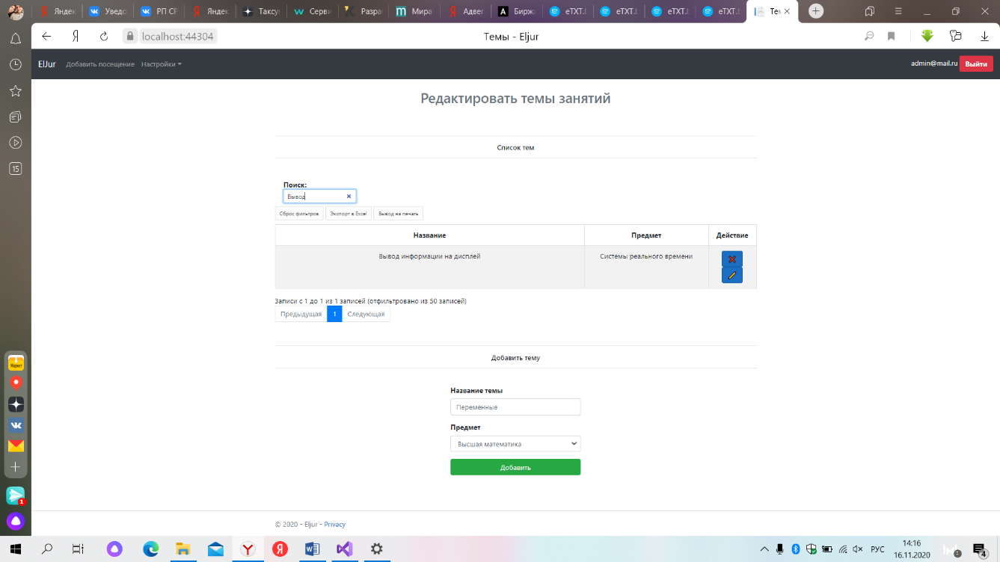 Яндек
Уведо
РП СР
Яндек
Таксу
Серви
Разра
Мира
Адвег
Биржа
eTXT.b
eTXT.b
eTXT.b
eTXT.b
Тем
localhost:44304
Темы - Eljur
ElJur Добавить посещение Настройки
admin@mail.ru Выйти
15
Редактировать темы занятий
Список тем
Поиск:
Вывод
Сброс фильтров Экспорт в Excel Вывод на печать
Название Предмет Действие
Вывод информации на дисплей Системы реального времени
Записи с 1 до 1 из 1 записей (отфильтровано из 50 записей)
Предыдущая 1 Следующая
Добавить тему
Название темы
Переменные
Предмет
Высшая математика
Добавить
Маркет
1
© 2020 - Eljur - Privacy
РУС
14:16
16.11.2020
4